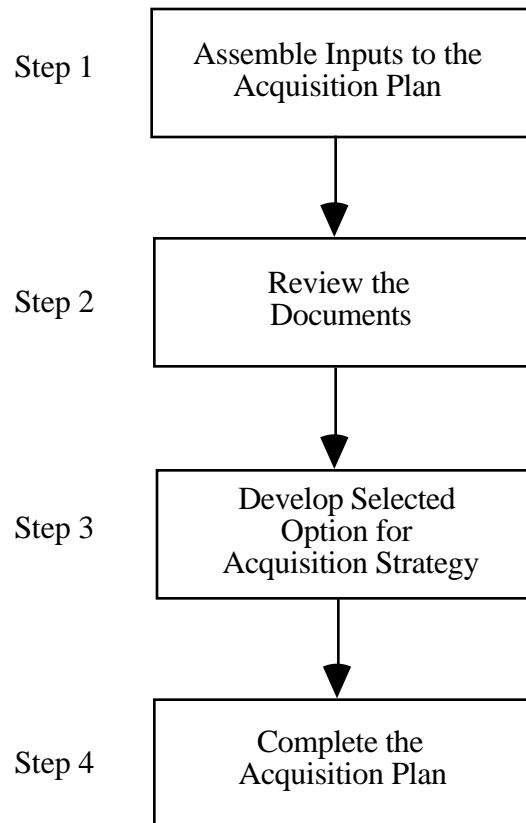 Step 1
Assemble Inputs to the
Acquisition Plan
Step 2
Review the
Documents
Step 3
Develop Selected
Option for
Acquisition Strategy
Step 4
Complete the
Acquisition Plan